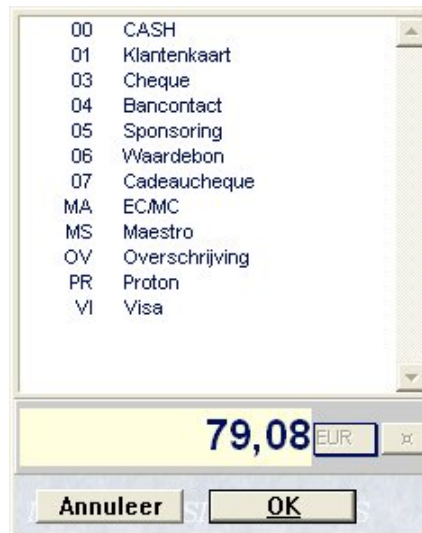 00 CASH
01 Klantenkaart
03 Cheque
04 Bancontact
05 Sponsoring
06 Waardebon
07 Cadeaucheque
MA EC/MC
MS Maestro
OV Overschrijving
PR Proton
VI Visa
79,08 EUR ¤
Annuleer OK